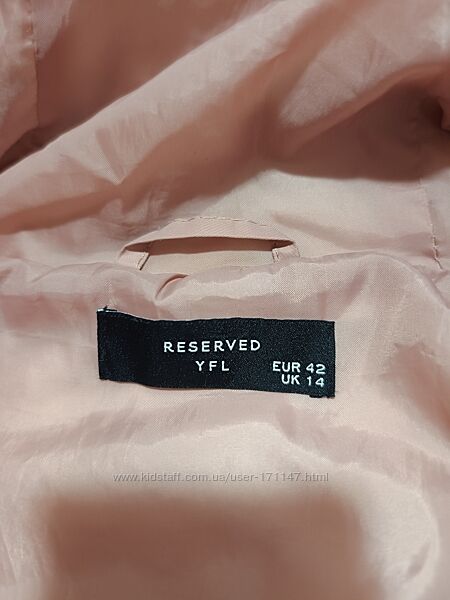 RESERVED
YFL
EUR 42
UK 14
www.kidstaff.com.ua/user-171147.html